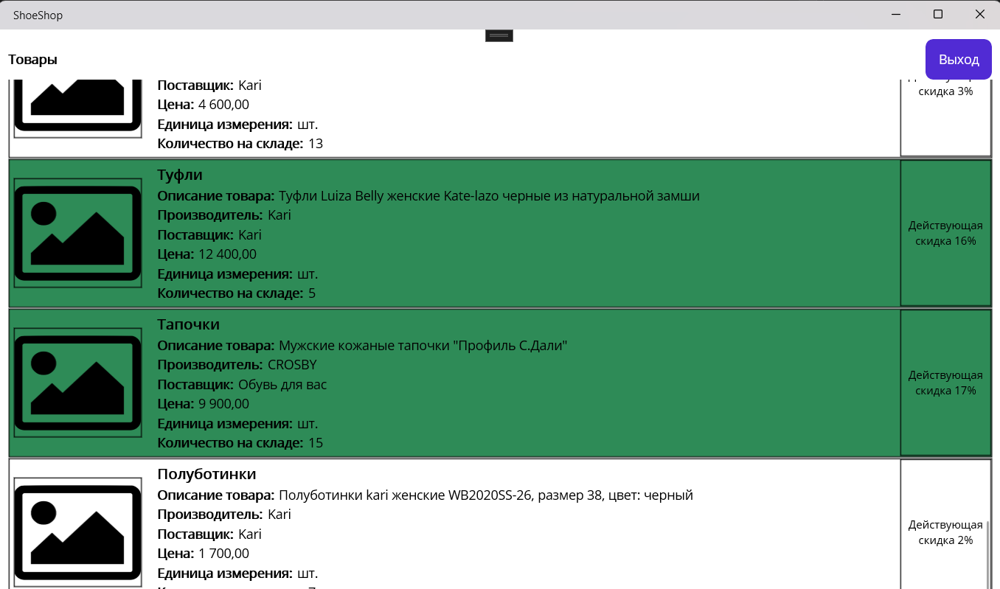 ShoeShop
Товары
Выход
Поставщик: Kari
Цена: 4 600,00
Единица измерения: шт.
Количество на складе: 13
скидка 3%
Туфли
Описание товара: Туфли Luiza Belly женские Kate-lazo черные из натуральной замши
Производитель: Kari
Поставщик: Kari
Цена: 12 400,00
Единица измерения: шт.
Количество на складе: 5
Действующая
скидка 16%
Тапочки
Описание товара: Мужские кожаные тапочки "Профиль С.Дали"
Производитель: CROSBY
Поставщик: Обувь для вас
Цена: 9 900,00
Единица измерения: шт.
Количество на складе: 15
Действующая
скидка 17%
Полуботинки
Описание товара: Полуботинки kari женские WB2020SS-26, размер 38, цвет: черный
Производитель: Kari
Поставщик: Kari
Цена: 1 700,00
Единица измерения: шт.
Действующая
скидка 2%